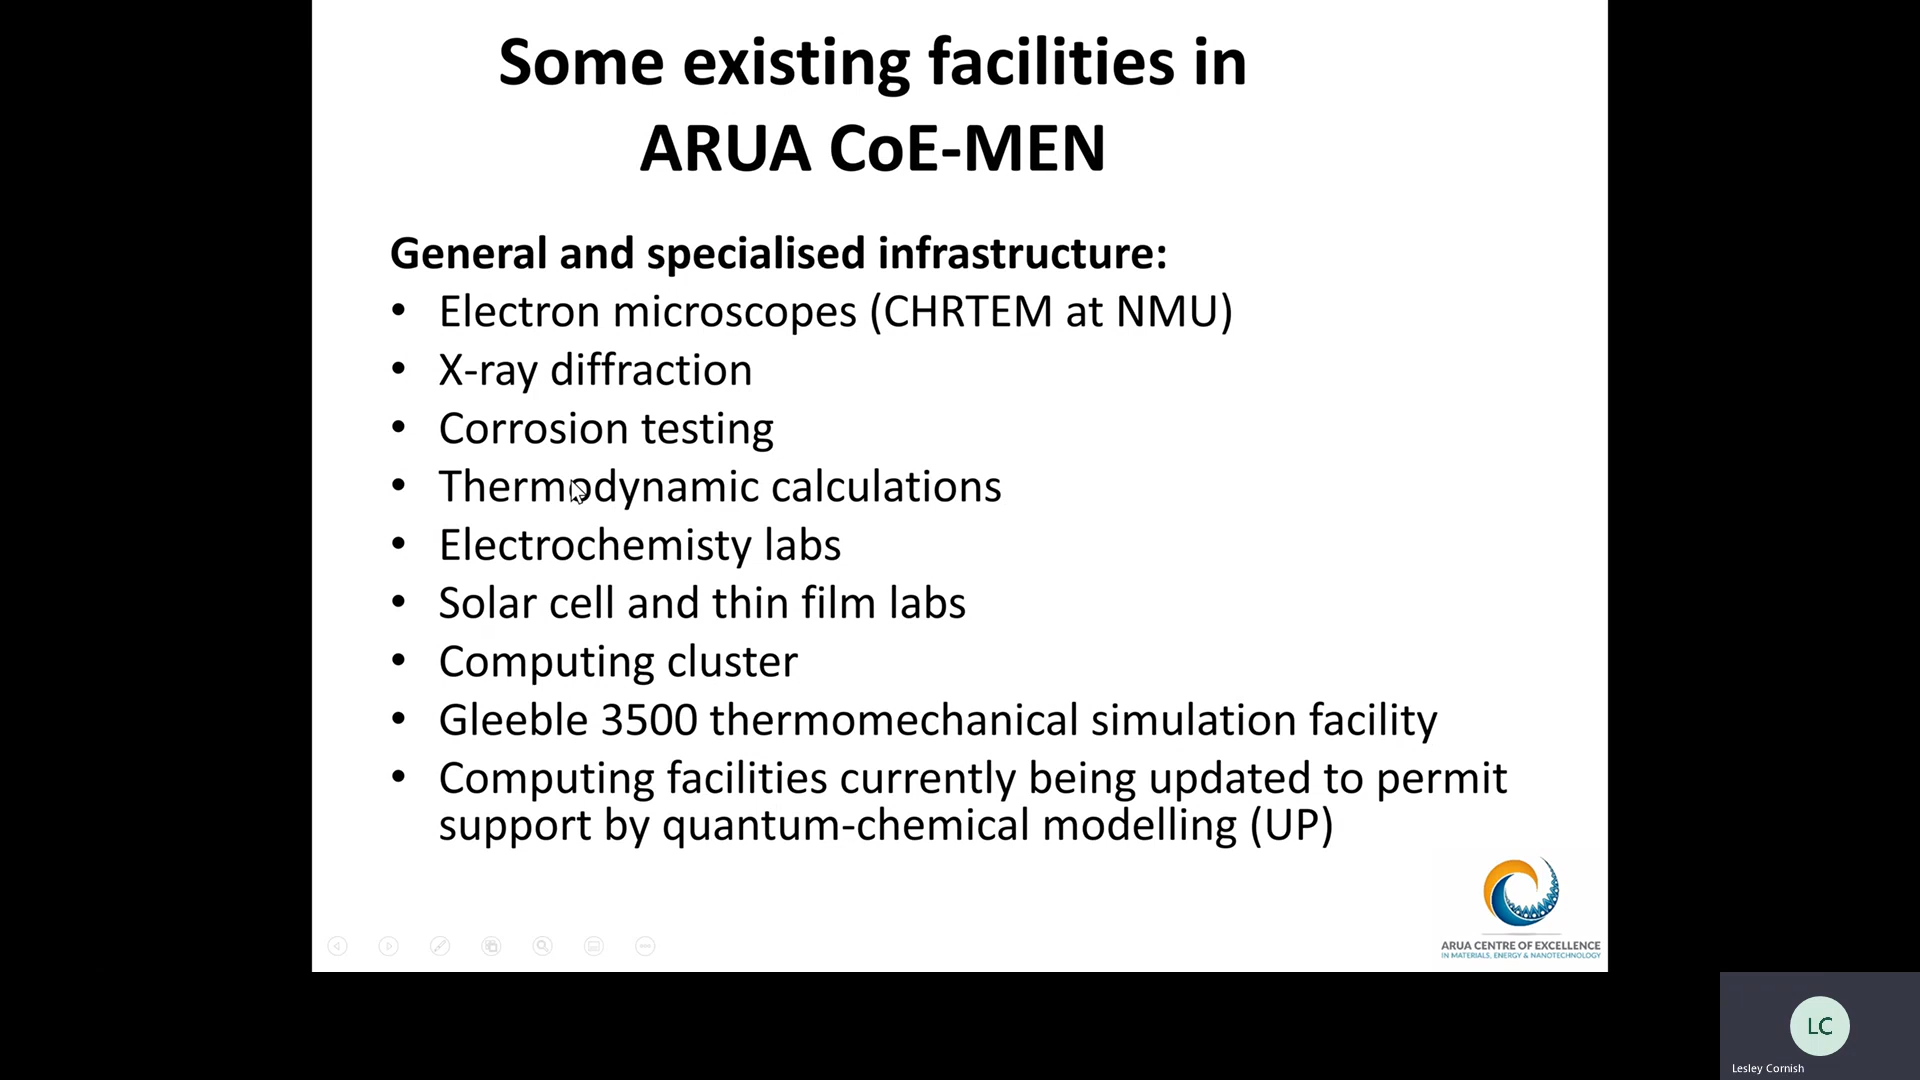 Some existing facilities in
ARUA CoE-MEN
General and specialised infrastructure:
• Electron microscopes (CHRTEM at NMU)
• X-ray diffraction
• Corrosion testing
• Thermodynamic calculations
• Electrochemisty labs
• Solar cell and thin film labs
• Computing cluster
• Gleeble 3500 thermomechanical simulation facility
• Computing facilities currently being updated to permit
support by quantum-chemical modelling (UP)
ARUA CENTRE OF EXCELLENCE
IN MATERIALS, ENERGY & NANOTECHNOLOGY
LC
Lesley Cornish